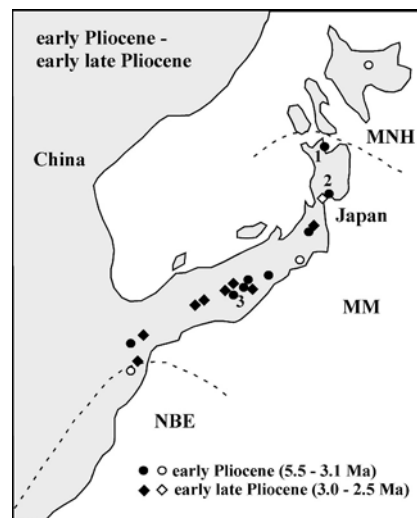 early Pliocene -
early late Pliocene
MNH
China
1
2
Japan
3
MM
NBE
early Pliocene (5.5 - 3.1 Ma)
early late Pliocene (3.0 - 2.5 Ma)